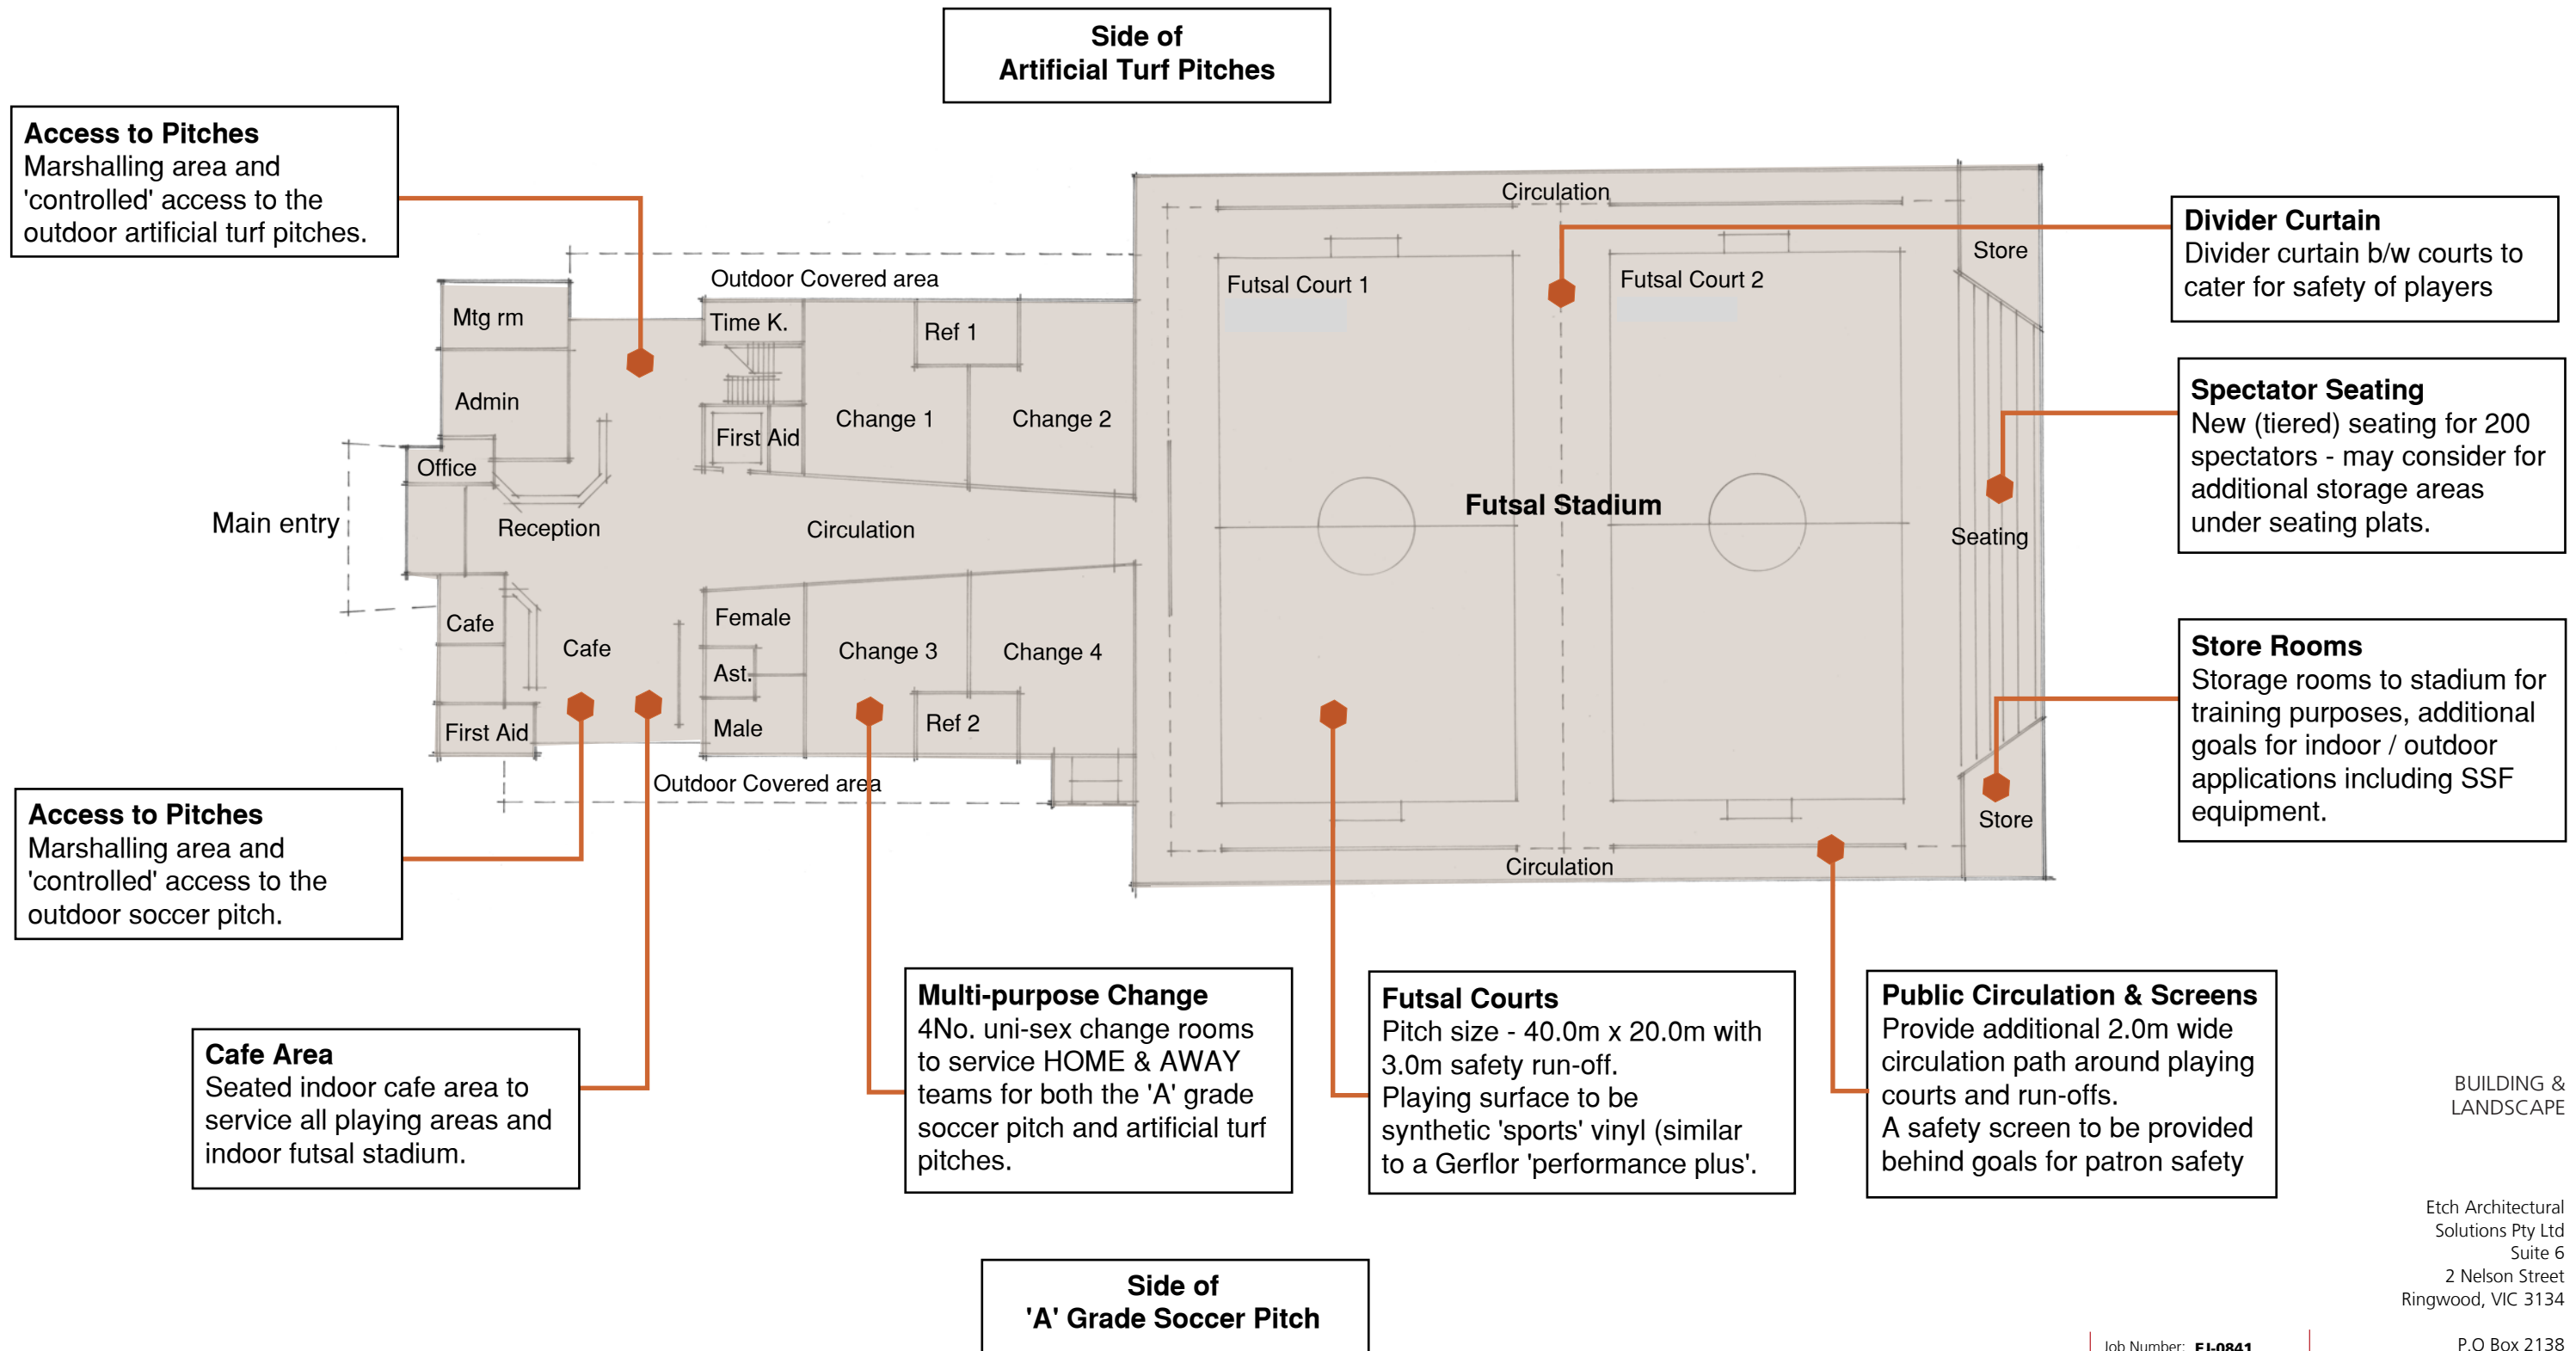 Side of
Artificial Turf Pitches
Access to Pitches
Marshalling area and
'controlled' access to the
outdoor artificial turf pitches.
Circulation
Divider Curtain
Divider curtain b/w courts to
cater for safety of players
Store
Outdoor Covered area
Futsal Court 1
Futsal Court 2
Mtg rm
Time K.
Ref 1
Admin
Change 1
Change 2
First Aid
Spectator Seating
New (tiered) seating for 200
spectators - may consider for
additional storage areas
under seating plats.
Office
Main entry
Reception
Circulation
Futsal Stadium
Seating
Cafe
Cafe
Female
Ast.
Male
Change 3
Change 4
Ref 2
First Aid
Outdoor Covered area
Store Rooms
Storage rooms to stadium for
training purposes, additional
goals for indoor / outdoor
applications including SSF
equipment.
Store
Circulation
Access to Pitches
Marshalling area and
'controlled' access to the
outdoor soccer pitch.
Cafe Area
Seated indoor cafe area to
service all playing areas and
indoor futsal stadium.
Multi-purpose Change
4No. uni-sex change rooms
to service HOME & AWAY
teams for both the 'A' grade
soccer pitch and artificial turf
pitches.
Futsal Courts
Pitch size - 40.0m x 20.0m with
3.0m safety run-off.
Playing surface to be
synthetic 'sports' vinyl (similar
to a Gerflor 'performance plus'.
Public Circulation & Screens
Provide additional 2.0m wide
circulation path around playing
courts and run-offs.
A safety screen to be provided
behind goals for patron safety
BUILDING &
LANDSCAPE
Etch Architectural
Solutions Pty Ltd
Suite 6
2 Nelson Street
Ringwood, VIC 3134
Side of
'A' Grade Soccer Pitch
Job Number: EJ-0841
P.O Box 2138